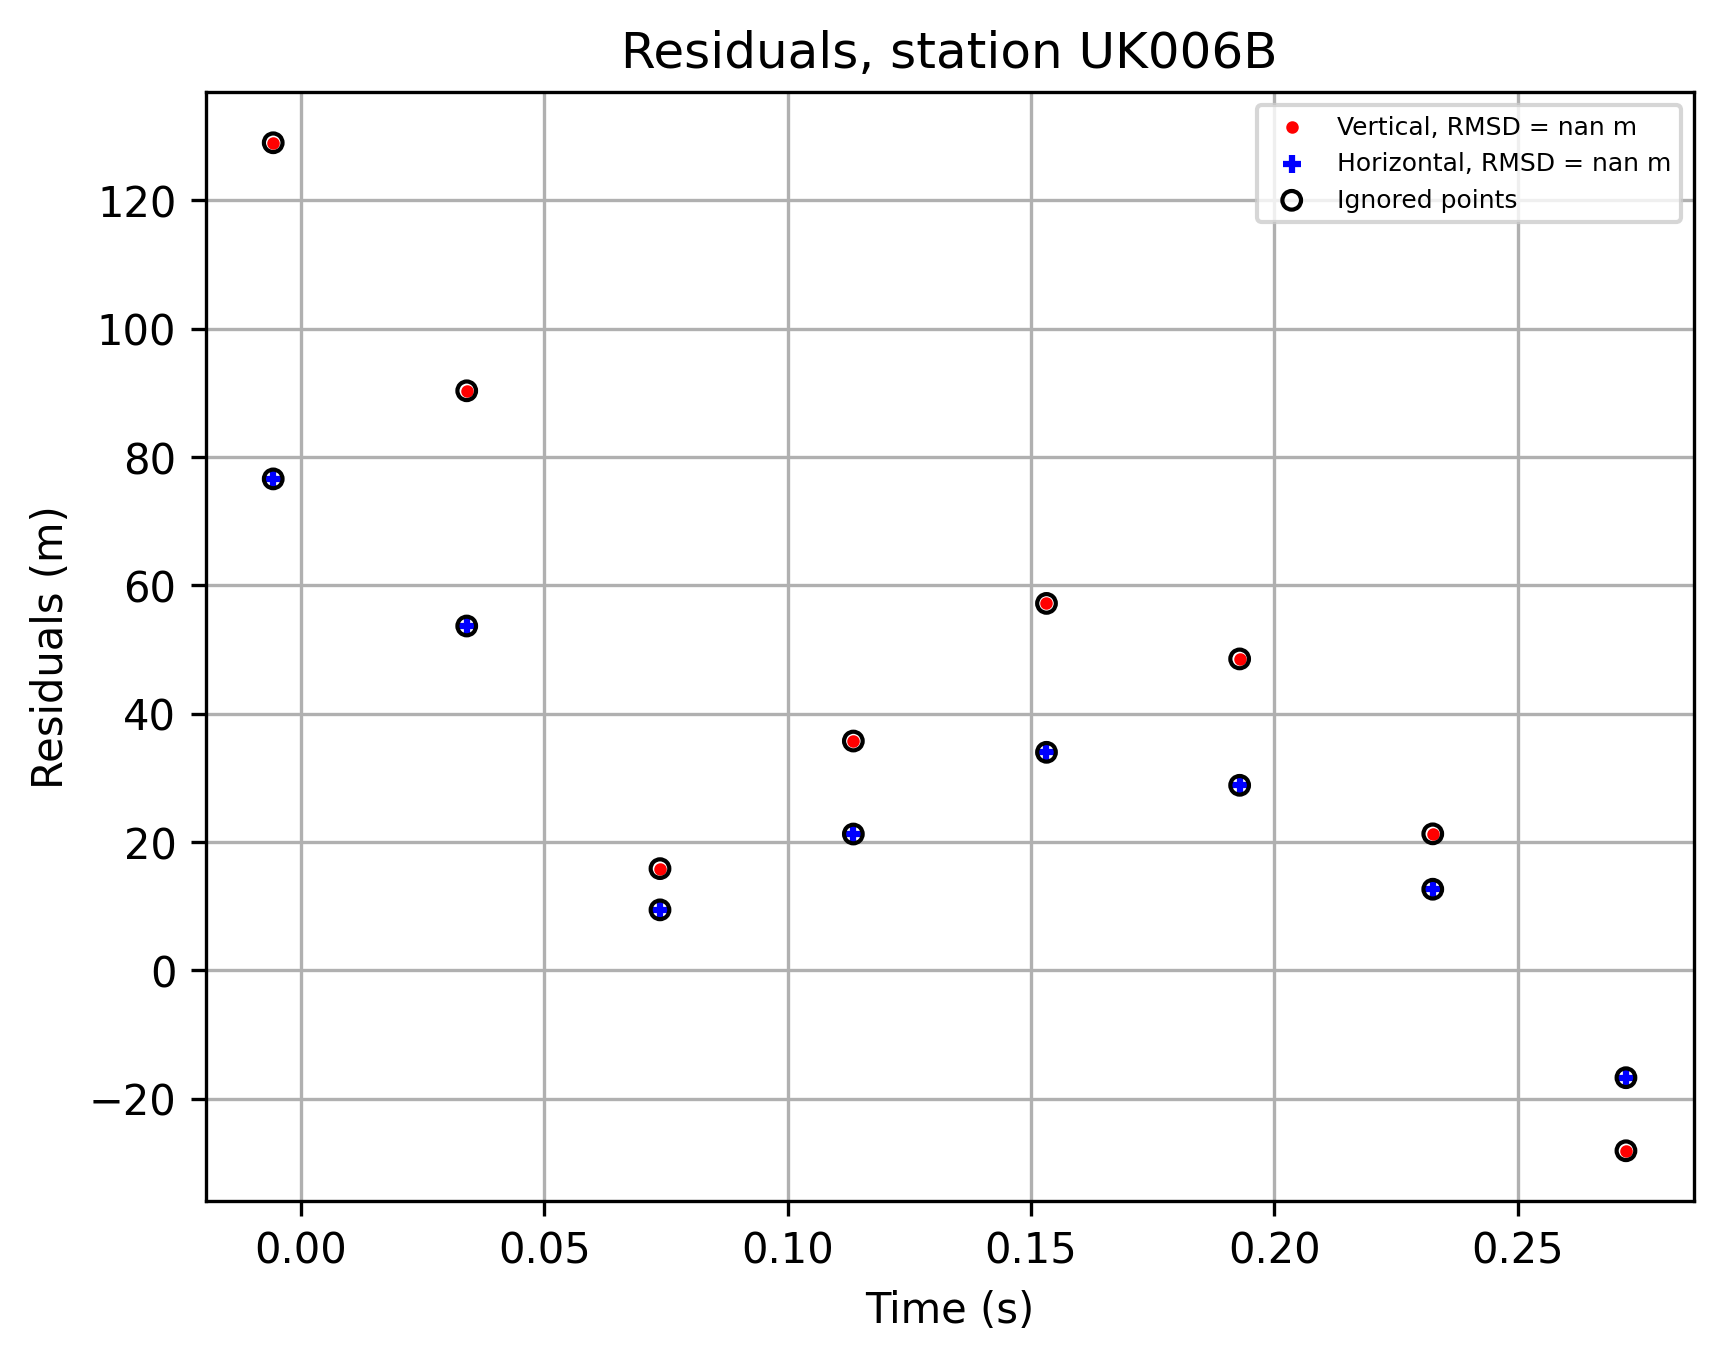 Residuals, station UK006B
Vertical, RMSD = nan m
Horizontal, RMSD = nan m
Ignored points
120
100
80
60
40
20
0
−20
Residuals (m)
0.00 0.05 0.10 0.15 0.20 0.25
Time (s)